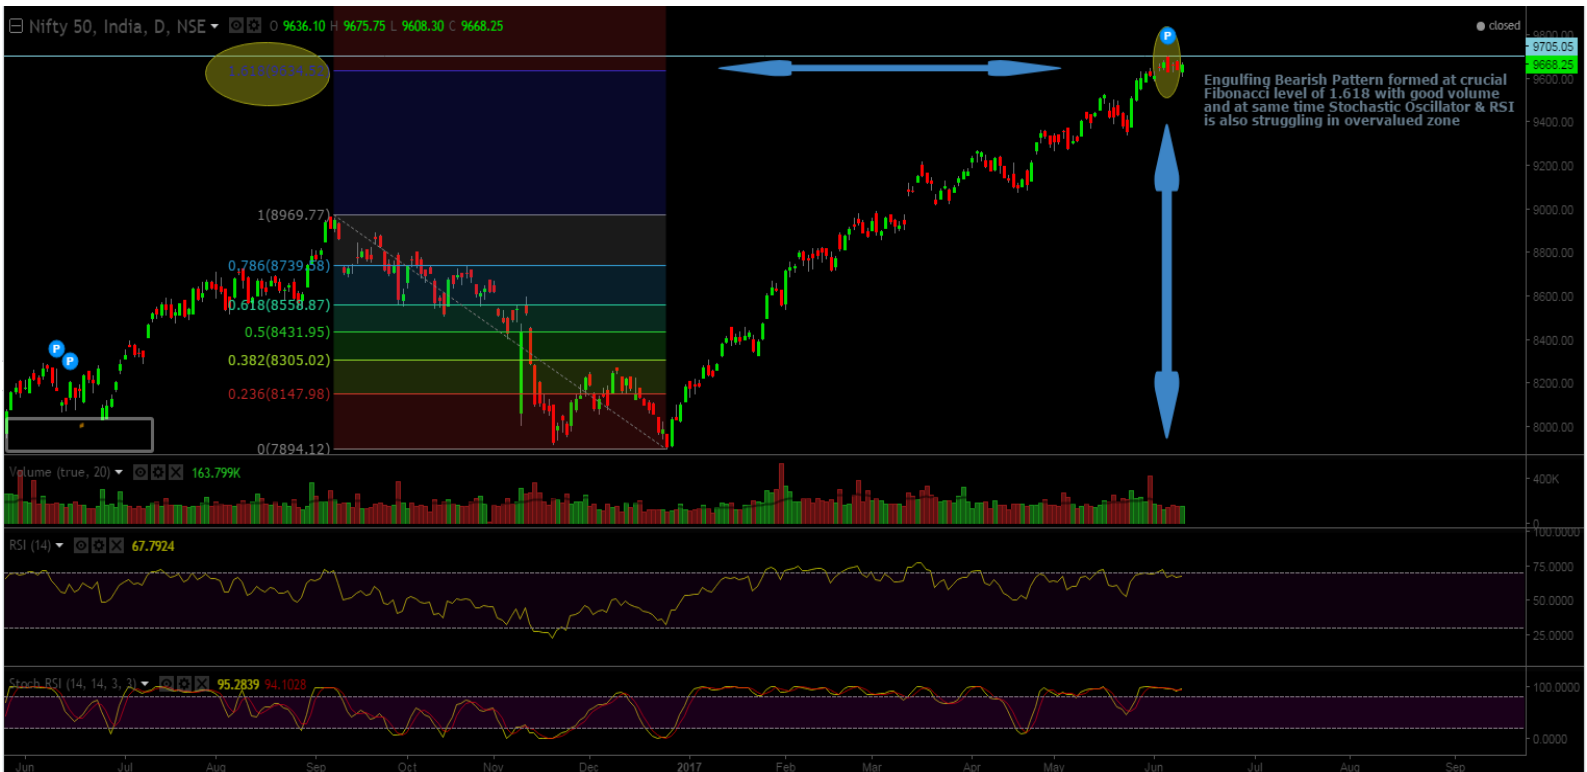 Nifty 50, India, D, NSE O 9636.10 H 9675.75 L 9608.30 C 9668.25
closed
9800.00
9705.05
9668.25
9600.00
9400.00
9200.00
9000.00
8800.00
8600.00
8400.00
8200.00
8000.00
P
Engulfing Bearish Pattern formed at crucial
Fibonacci level of 1.618 with good volume
and at same time Stochastic Oscillator & RSI
is also struggling in overvalued zone
1.618(9634.52)
1(8969.77)
0.786(8739.58)
0.618(8558.87)
0.5(8431.95)
0.382(8305.02)
0.236(8147.98)
0(7894.12)
P
P
Volume (true, 20) 163.799K
400K
0
RSI (14) 67.7924
100.0000
75.0000
50.0000
25.0000
Stoch RSI (14, 14, 3, 3) 95.2839 94.1028
100.0000
0.0000
Jun Jul Aug Sep Oct Nov Dec 2017 Feb Mar Apr May Jun Jul Aug Sep